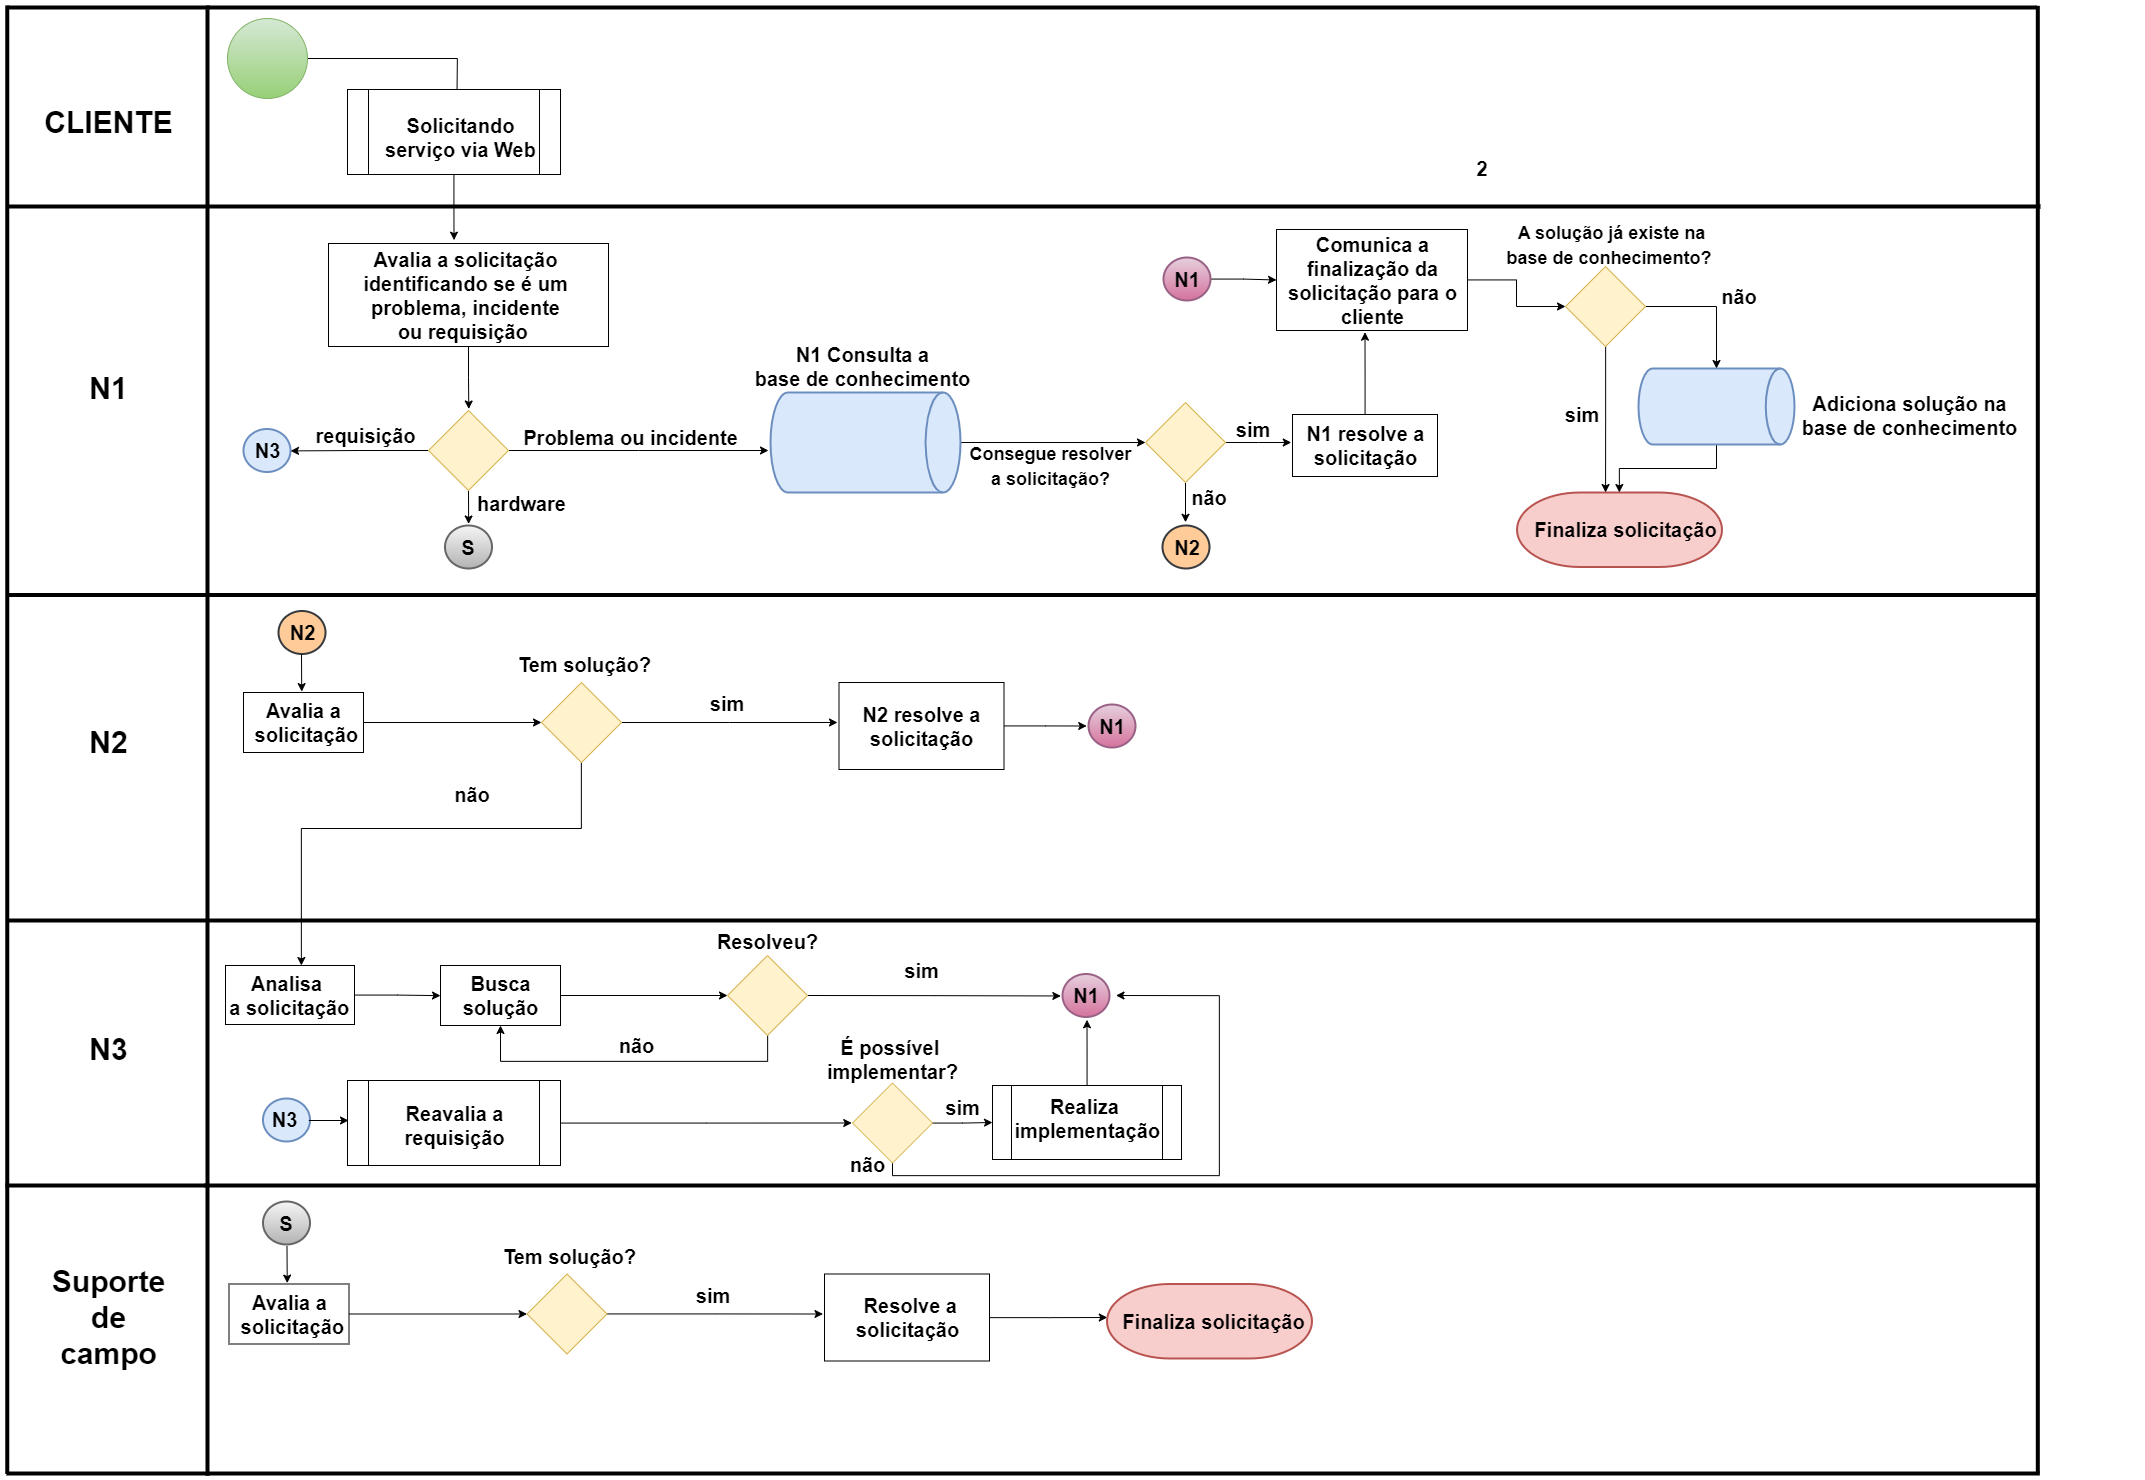 CLIENTE
Solicitando
serviço via Web
2
N1
Avalia a solicitação
identificando se é um
problema, incidente
ou requisição
N3
requisição
Problema ou incidente
hardware
S
N1 Consulta a
base de conhecimento
Consegue resolver
a solicitação?
sim
não
N2
N1 resolve a
solicitação
N1
Comunica a
finalização da
solicitação para o
cliente
A solução já existe na
base de conhecimento?
não
sim
Adiciona solução na
base de conhecimento
Finaliza solicitação
N2
N2
Avalia a
solicitação
Tem solução?
sim
não
N2 resolve a
solicitação
N1
N3
Analisa
a solicitação
Busca
solução
Resolveu?
sim
não
N1
N3
Reavalia a
requisição
É possível
implementar?
sim
não
Realiza
implementação
Suporte
de
campo
S
Avalia a
solicitação
Tem solução?
sim
Resolve a
solicitação
Finaliza solicitação